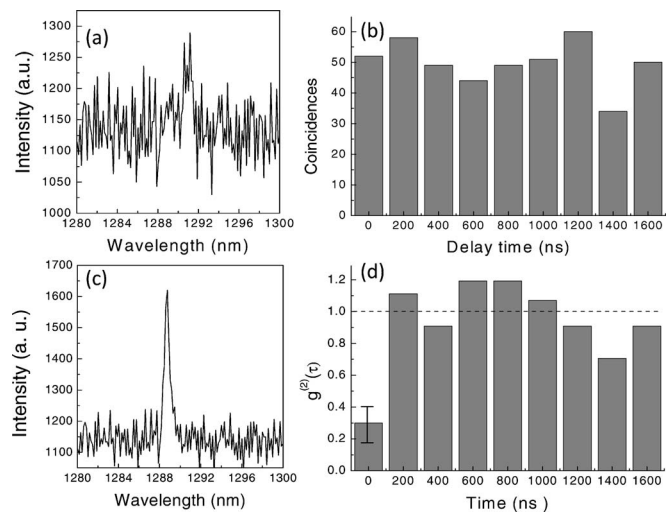 (a)
Intensity (a.u.)
1300
1250
1200
1150
1100
1050
1000
1280 1284 1288 1292 1296 1300
Wavelength (nm)
(b)
Coincidences
60
50
40
30
20
10
0
0 200 400 600 800 1000 1200 1400 1600
Delay time (ns)
(c)
Intensity (a. u.)
1700
1600
1500
1400
1300
1200
1100
1280 1284 1288 1292 1296 1300
Wavelength (nm)
(d)
g(2)(τ)
1.2
1.0
0.8
0.6
0.4
0.2
0.0
0 200 400 600 800 1000 1200 1400 1600
Time (ns )